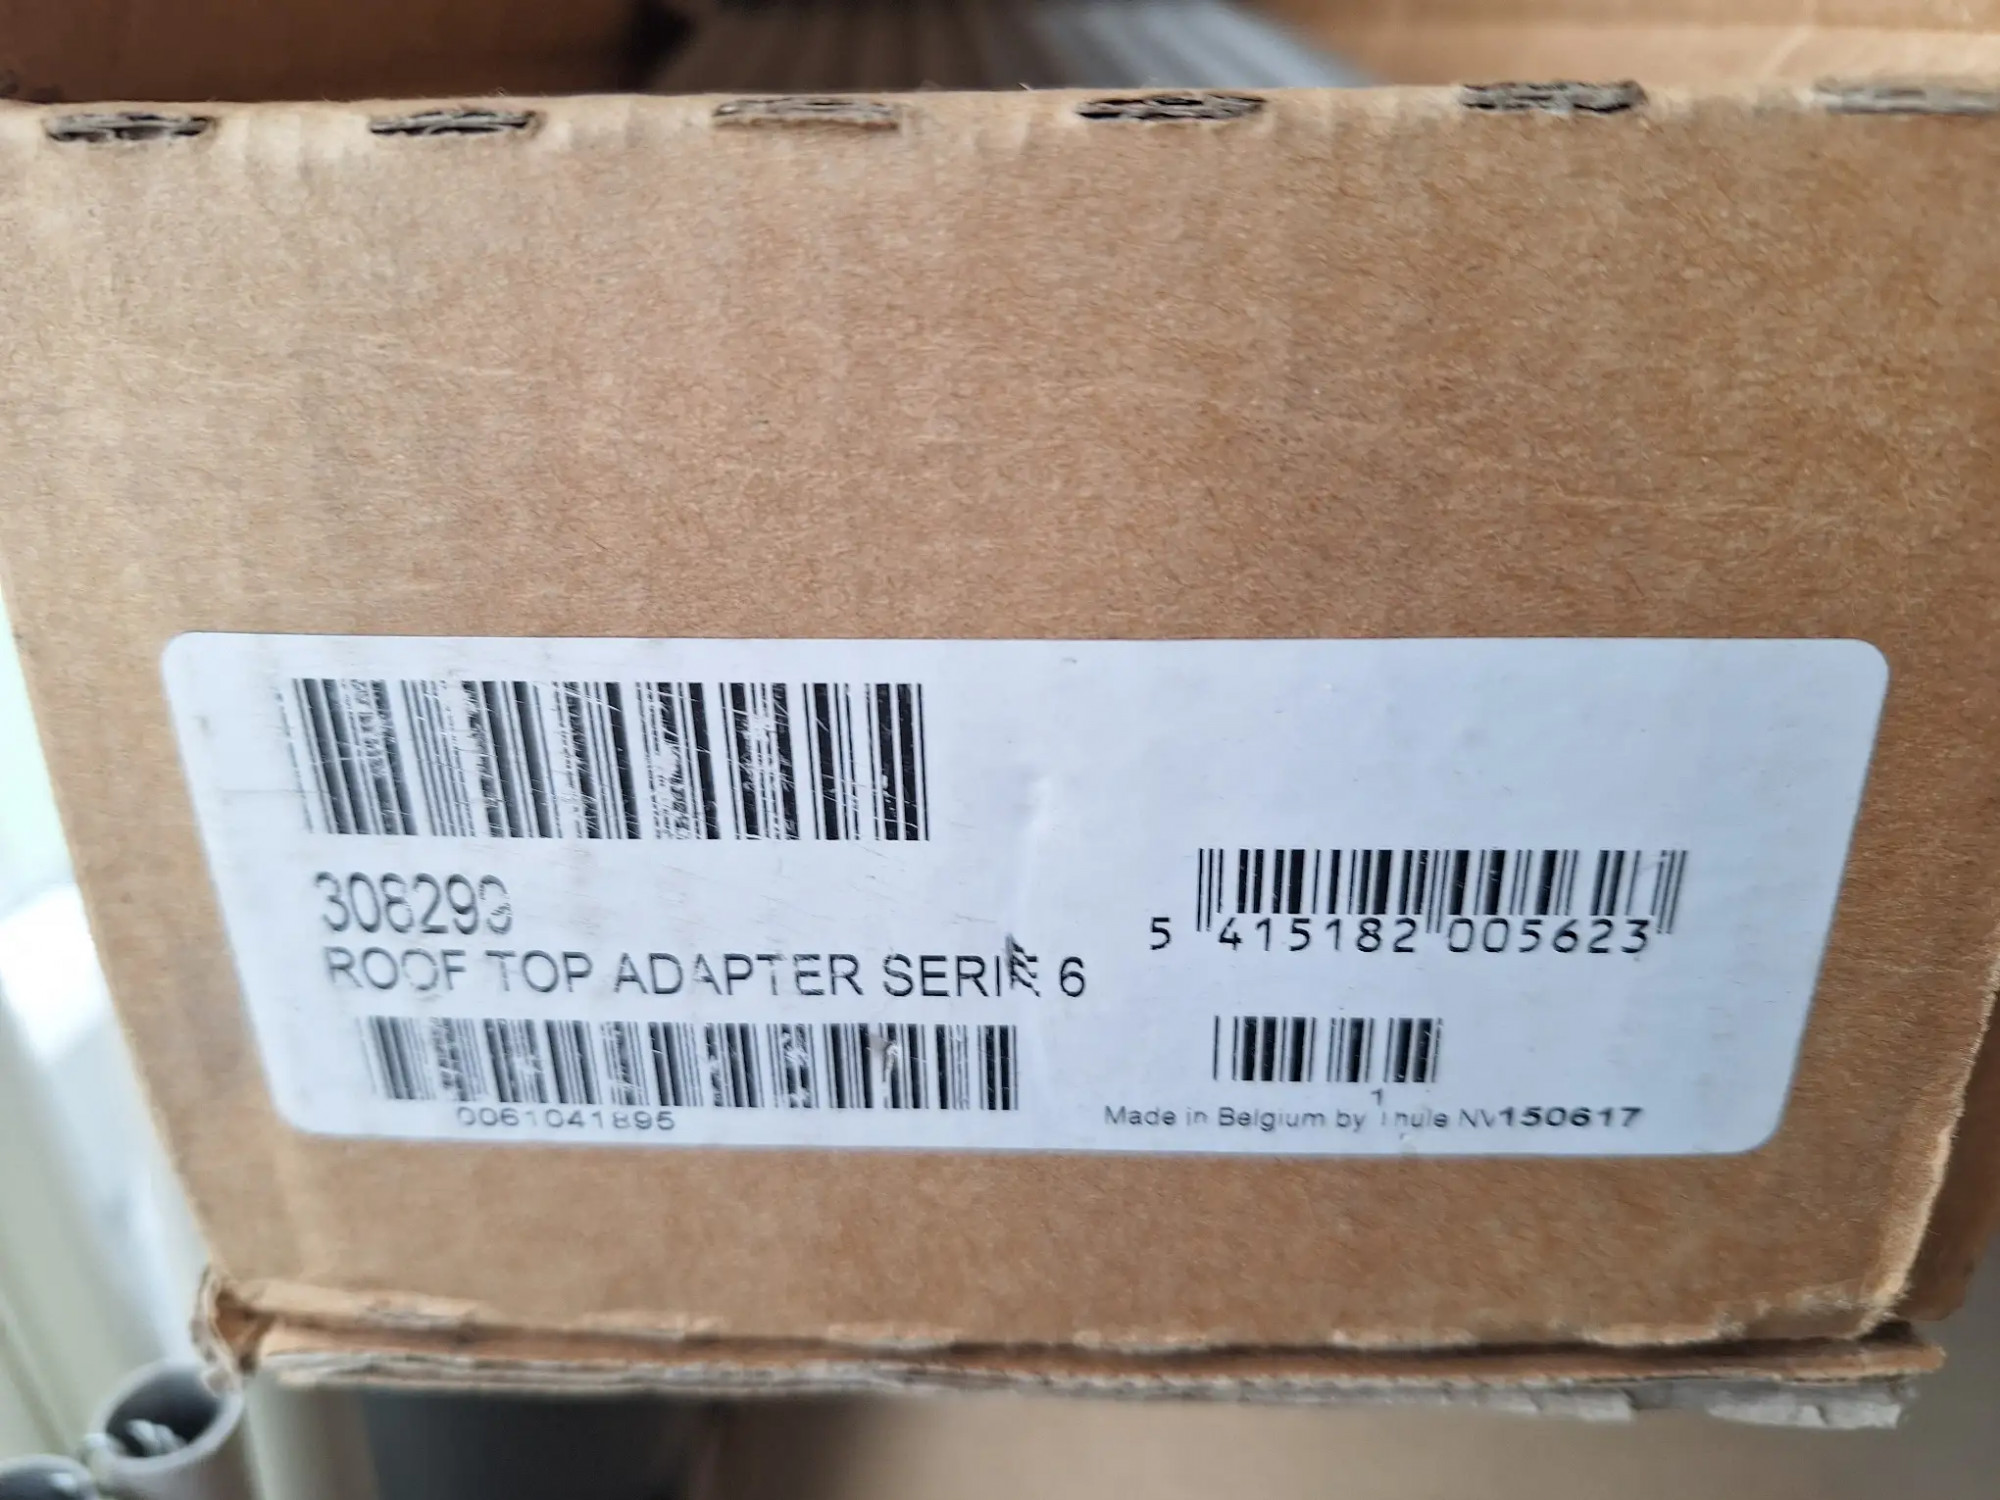 308293
ROOF TOP ADAPTER SERIE 6
0061041895
5 415182 005623
1
Made in Belgium by Thule NV150617